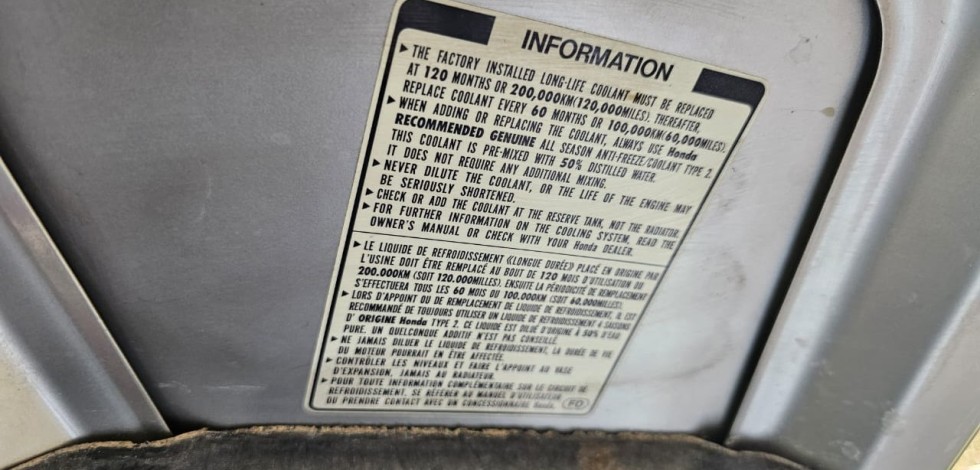 INFORMATION
▶ THE FACTORY INSTALLED LONG-LIFE COOLANT MUST BE REPLACED
AT 120 MONTHS OR 200,000KM(120,000MILES). THEREAFTER,
REPLACE COOLANT EVERY 60 MONTHS OR 100,000KM(60,000MILES).
▶ WHEN ADDING OR REPLACING THE COOLANT, ALWAYS USE Honda
RECOMMENDED GENUINE ALL SEASON ANTI-FREEZE/COOLANT TYPE 2.
THIS COOLANT IS PRE-MIXED WITH 50% DISTILLED WATER.
IT DOES NOT REQUIRE ANY ADDITIONAL MIXING.
▶ NEVER DILUTE THE COOLANT, OR THE LIFE OF THE ENGINE MAY
BE SERIOUSLY SHORTENED.
▶ CHECK OR ADD THE COOLANT AT THE RESERVE TANK, NOT THE RADIATOR.
▶ FOR FURTHER INFORMATION ON THE COOLING SYSTEM, READ THE
OWNER'S MANUAL OR CHECK WITH YOUR Honda DEALER.
▶ LE LIQUIDE DE REFROIDISSEMENT ⟪LONGUE DURÉE⟫ PLACÉ EN ORIGINE PAR
L'USINE DOIT ÊTRE REMPLACÉ AU BOUT DE 120 MOIS D'UTILISATION OU
200.000KM (SOIT 120.000MILLES). ENSUITE LA PÉRIODICITÉ DE REMPLACEMENT
S'EFFECTUERA TOUS LES 60 MOIS OU 100.000KM (SOIT 60.000MILLES).
▶ LORS D'APPOINT OU DE REMPLACEMENT DE LIQUIDE DE REFROIDISSEMENT, IL EST
RECOMMANDÉ DE TOUJOURS UTILISER UN LIQUIDE DE REFROIDISSEMENT 4 SAISONS
D' ORIGINE Honda TYPE 2. CE LIQUIDE EST DILUÉ D'ORIGINE À 50% D'EAU
PURE. UN QUELCONQUE ADDITIF N'EST PAS CONSEILLÉ.
▶ NE JAMAIS DILUER LE LIQUIDE DE REFROIDISSEMENT, LA DURÉE DE VIE
DU MOTEUR POURRAIT EN ÊTRE AFFECTÉE.
▶ CONTRÔLER LES NIVEAUX ET FAIRE L'APPOINT AU VASE
D'EXPANSION, JAMAIS AU RADIATEUR.
▶ POUR TOUTE INFORMATION COMPLÉMENTAIRE SUR LE CIRCUIT DE
REFROIDISSEMENT, SE RÉFÉRER AU MANUEL D'UTILISATEUR
OU PRENDRE CONTACT AVEC UN CONCESSIONNAIRE Honda. FD